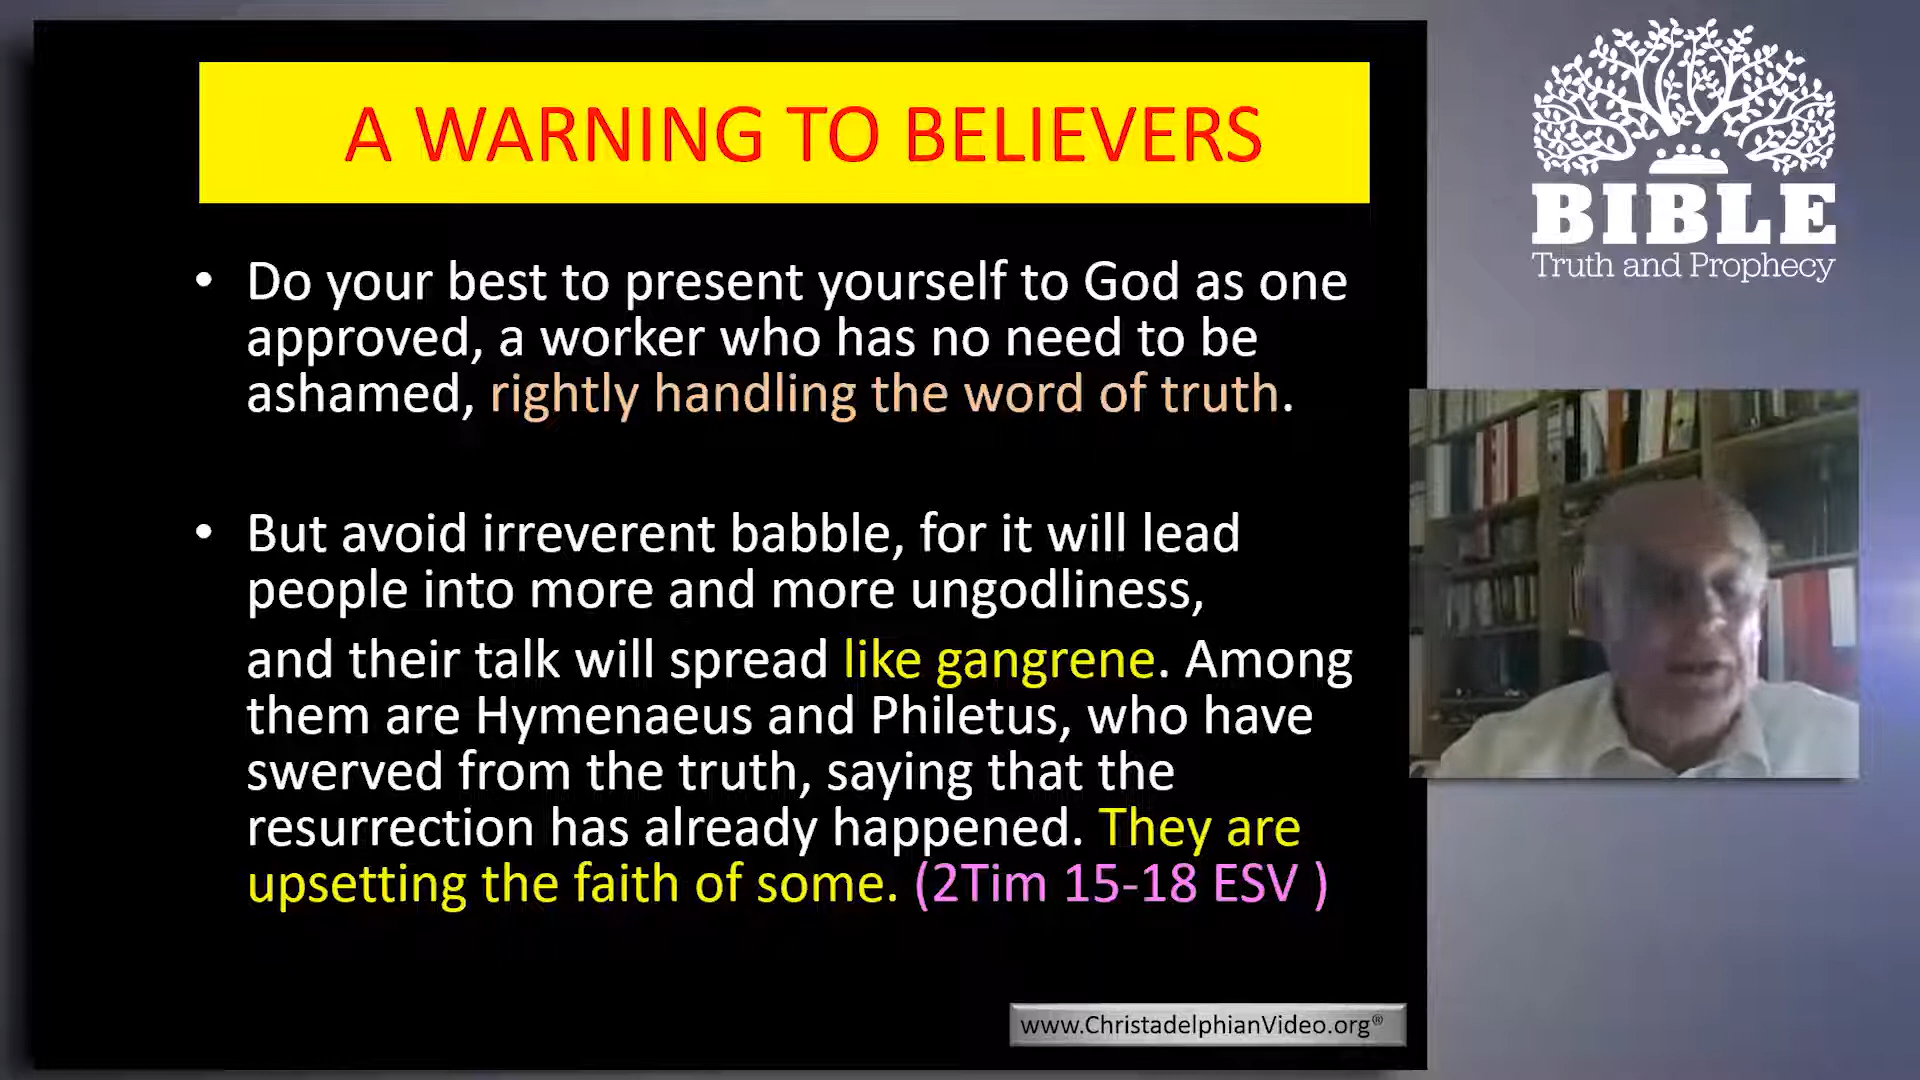 A WARNING TO BELIEVERS
• Do your best to present yourself to God as one
approved, a worker who has no need to be
ashamed, rightly handling the word of truth.
• But avoid irreverent babble, for it will lead
people into more and more ungodliness,
and their talk will spread like gangrene. Among
them are Hymenaeus and Philetus, who have
swerved from the truth, saying that the
resurrection has already happened. They are
upsetting the faith of some. (2Tim 15-18 ESV )
www.ChristadelphianVideo.org®
BIBLE
Truth and Prophecy